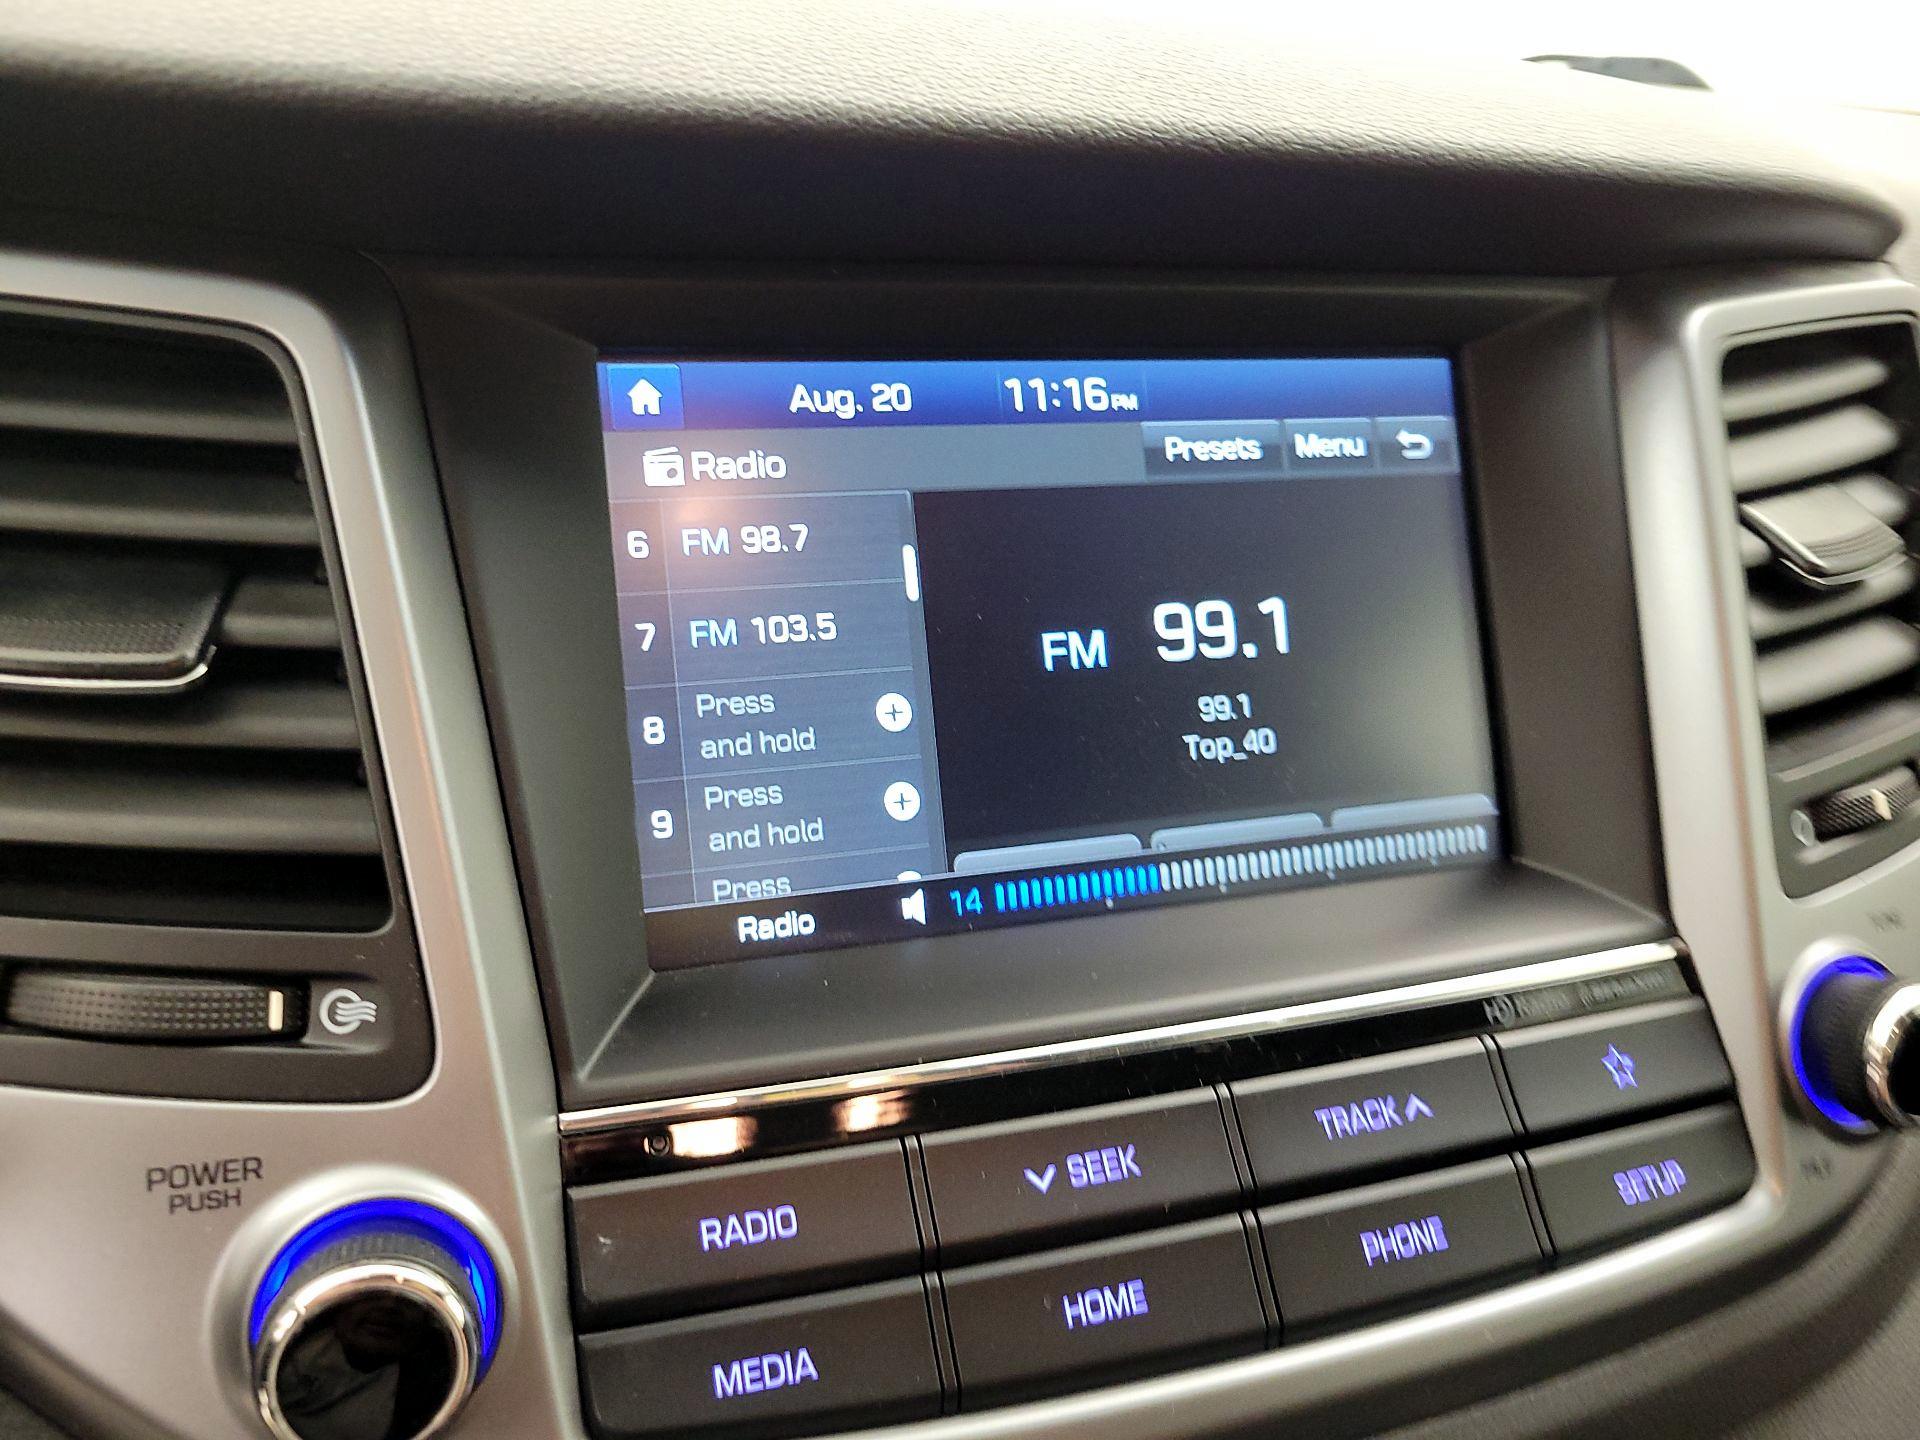 Aug. 20 11:16 PM
Radio Presets Menu
6 FM 98.7
7 FM 103.5
8 Press
and hold
9 Press
and hold
Press
FM 99.1
99.1
Top_40
Radio 14
POWER
PUSH
RADIO
SEEK
TRACK
MEDIA
HOME
PHONE
SETUP